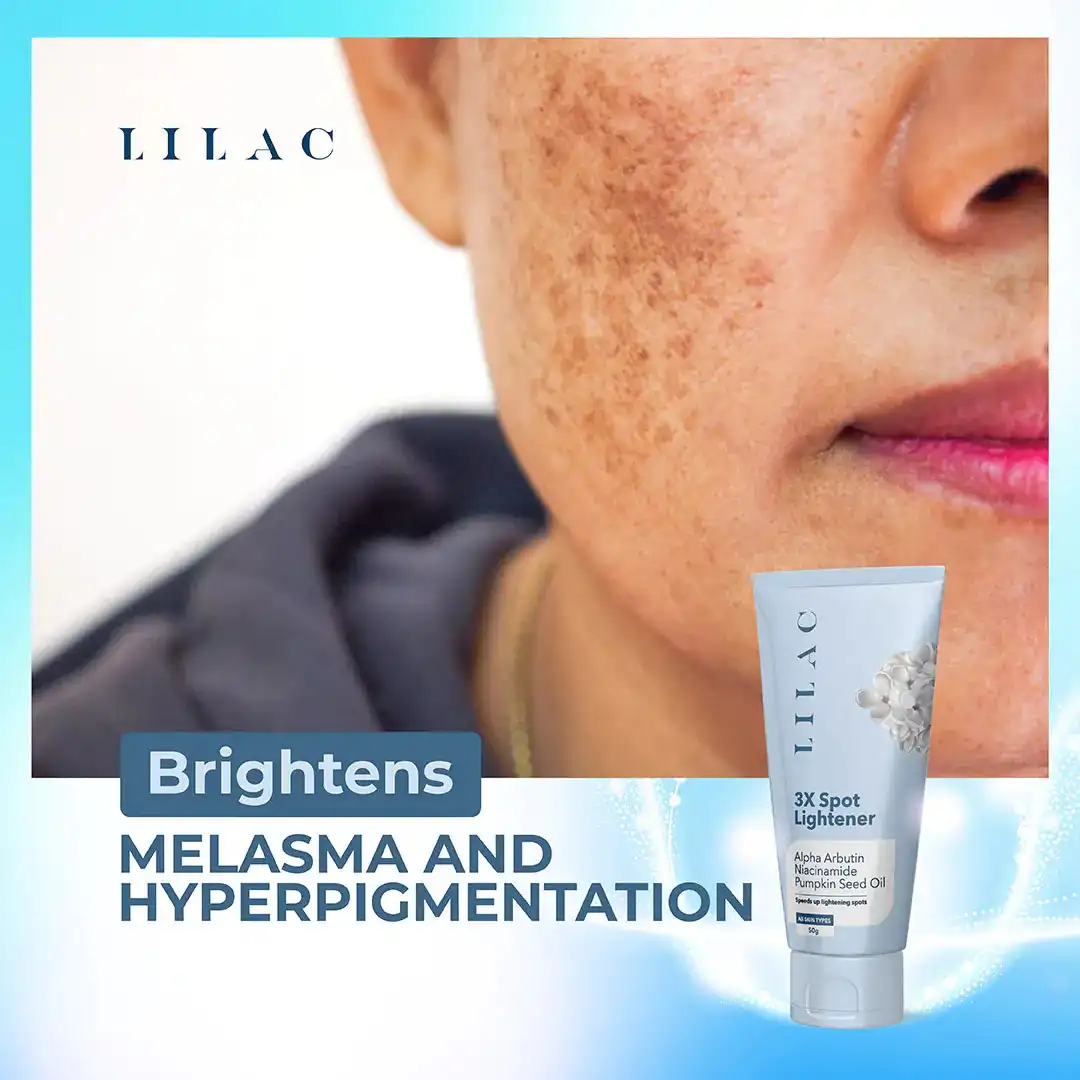 LILAC
Brightens
MELASMA AND
HYPERPIGMENTATION
LILAC
3X Spot
Lightener
Alpha Arbutin
Niacinamide
Pumpkin Seed Oil
Speeds up lightening spots
All SKIN TYPES
50g